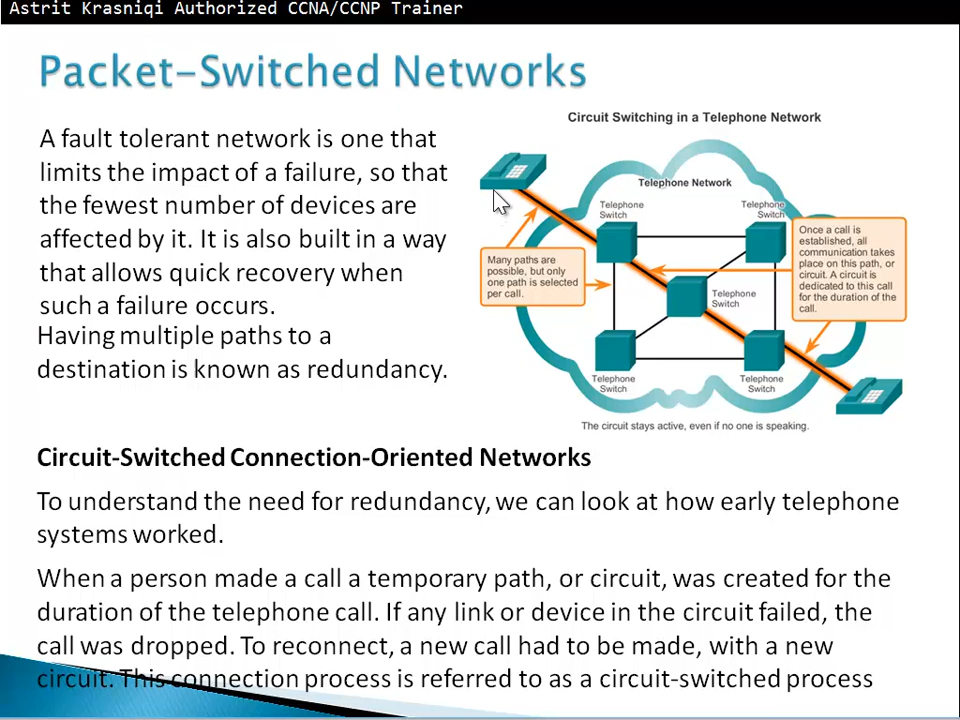 Astrit Krasniqi Authorized CCNA/CCNP Trainer
Packet-Switched Networks
A fault tolerant network is one that
limits the impact of a failure, so that
the fewest number of devices are
affected by it. It is also built in a way
that allows quick recovery when
such a failure occurs.
Having multiple paths to a
destination is known as redundancy.
Circuit Switching in a Telephone Network
Telephone Network
Telephone
Switch
Telephone
Switch
Many paths are
possible, but only
one path is selected
per call.
Once a call is
established, all
communication takes
place on this path, or
circuit. A circuit is
dedicated to this call
for the duration of the
call.
Telephone
Switch
Telephone
Switch
Telephone
Switch
The circuit stays active, even if no one is speaking.
Circuit-Switched Connection-Oriented Networks
To understand the need for redundancy, we can look at how early telephone
systems worked.
When a person made a call a temporary path, or circuit, was created for the
duration of the telephone call. If any link or device in the circuit failed, the
call was dropped. To reconnect, a new call had to be made, with a new
circuit. This connection process is referred to as a circuit-switched process